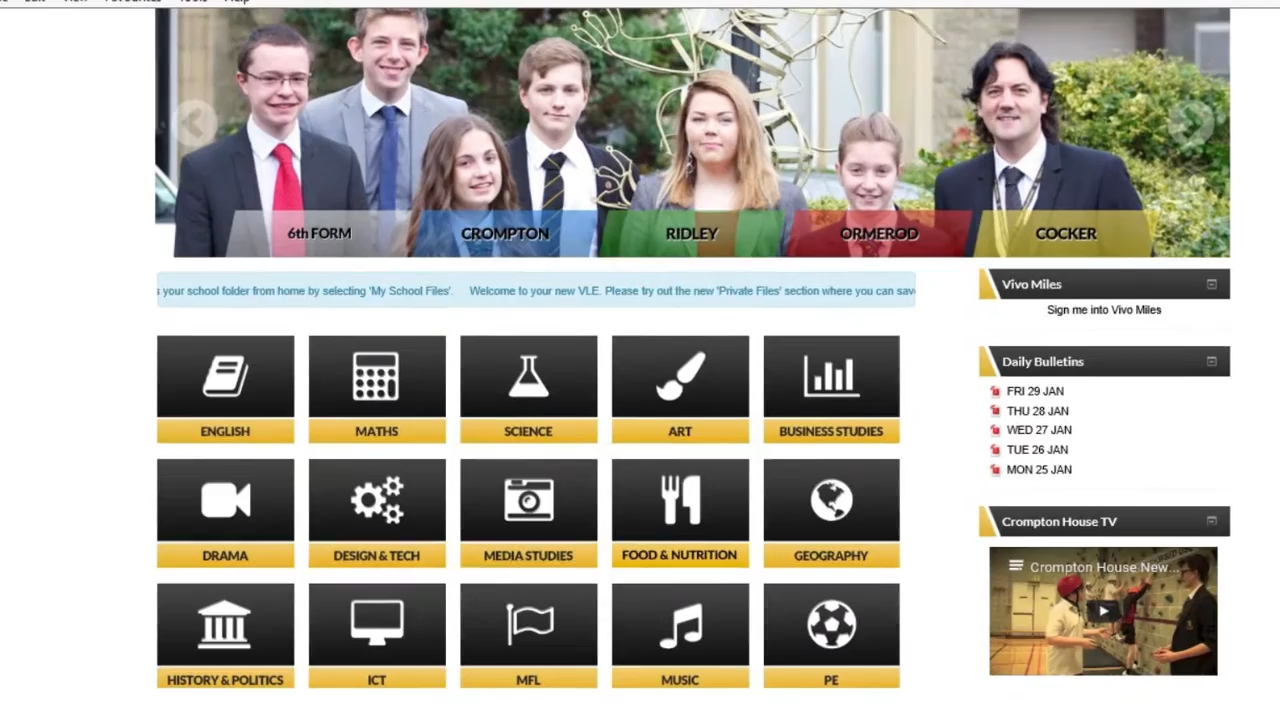 6th FORM
CROMPTON
RIDLEY
ORMEROD
COCKER
your school folder from home by selecting 'My School Files'. Welcome to your new VLE. Please try out the new 'Private Files' section where you can
Vivo Miles
Sign me into Vivo Miles
Daily Bulletins
FRI 29 JAN
THU 28 JAN
WED 27 JAN
TUE 26 JAN
MON 25 JAN
ENGLISH
MATHS
SCIENCE
ART
BUSINESS STUDIES
DRAMA
DESIGN & TECH
MEDIA STUDIES
FOOD & NUTRITION
GEOGRAPHY
Crompton House TV
Crompton House New...
HISTORY & POLITICS
ICT
MFL
MUSIC
PE